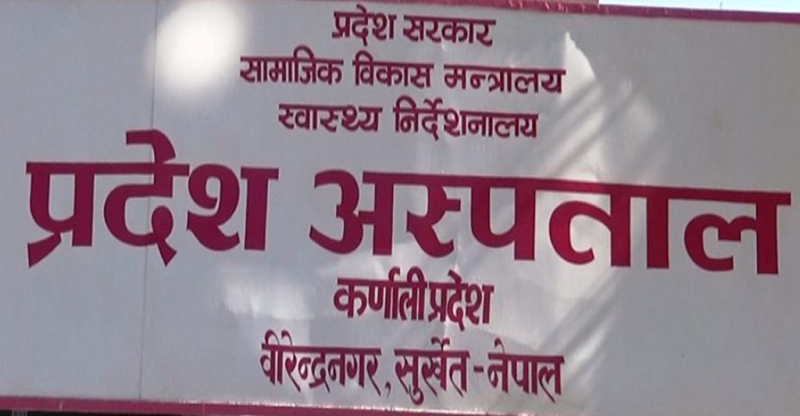 प्रदेश सरकार
सामाजिक विकास मन्त्रालय
स्वास्थ्य निर्देशनालय
प्रदेश अस्पताल
कर्णाली प्रदेश
वीरेन्द्रनगर, सुर्खेत - नेपाल